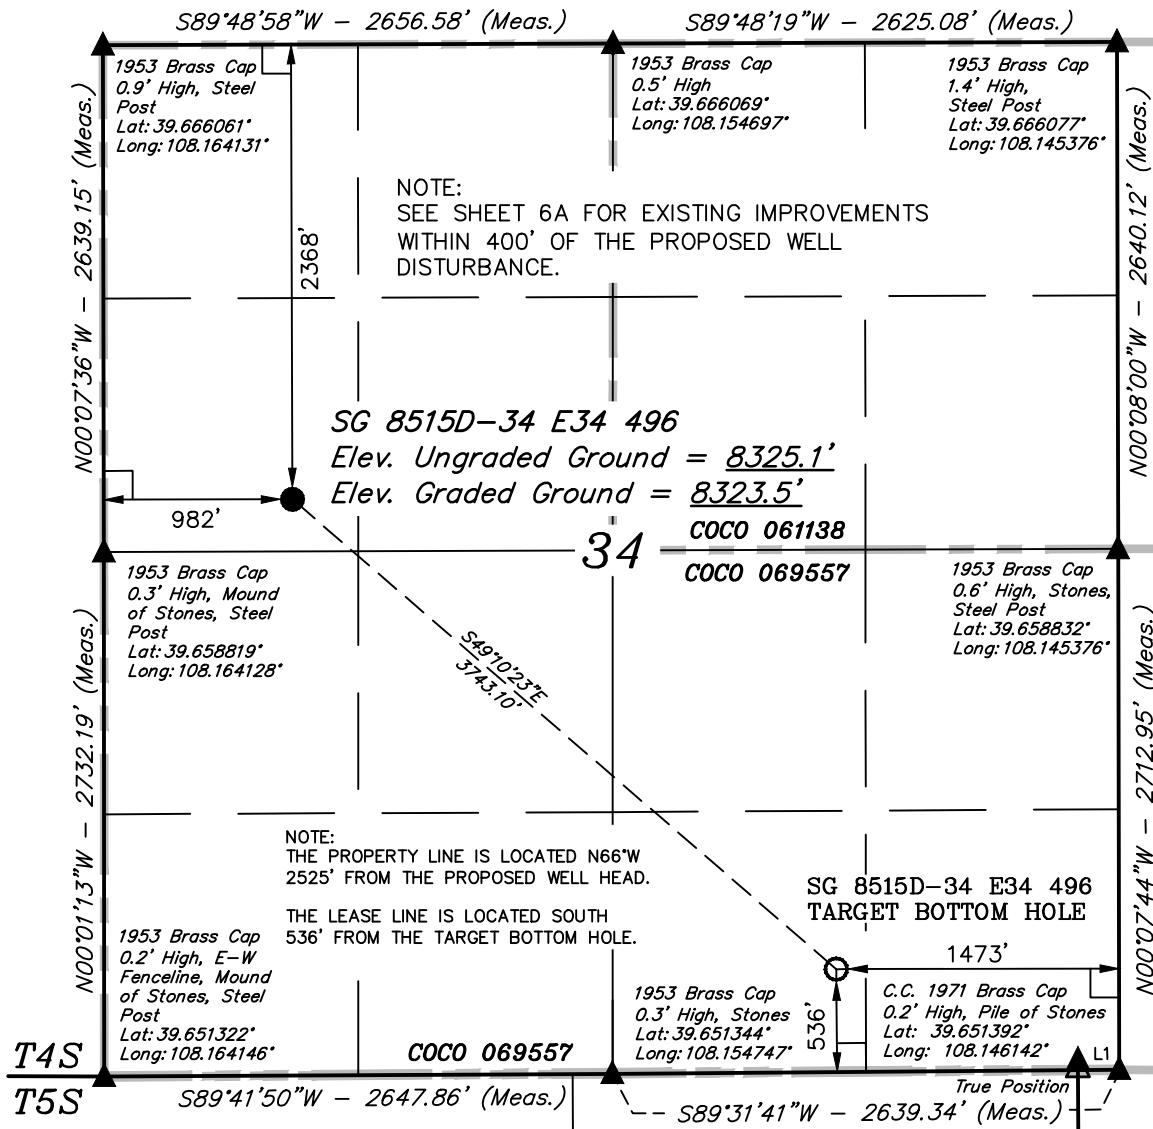 S89°48'58"W - 2656.58' (Meas.)
S89°48'19"W - 2625.08' (Meas.)
1953 Brass Cap
0.9' High, Steel
Post
Lat: 39.666061°
Long: 108.164131°
1953 Brass Cap
0.5' High
Lat: 39.666069°
Long: 108.154697°
1953 Brass Cap
1.4' High,
Steel Post
Lat: 39.666077°
Long: 108.145376°
N00°07'36"W - 2639.15' (Meas.)
N00°08'00"W - 2640.12' (Meas.)
NOTE:
SEE SHEET 6A FOR EXISTING IMPROVEMENTS
WITHIN 400' OF THE PROPOSED WELL
DISTURBANCE.
2368'
SG 8515D-34 E34 496
Elev. Ungraded Ground = 8325.1'
Elev. Graded Ground = 8323.5'
982'
COCO 061138
34
COCO 069557
1953 Brass Cap
0.3' High, Mound
of Stones, Steel
Post
Lat: 39.658819°
Long: 108.164128°
1953 Brass Cap
0.6' High, Stones,
Steel Post
Lat: 39.658832°
Long: 108.145376°
S49°10'23"E
3743.10'
N00°01'13"W - 2732.19' (Meas.)
N00°07'44"W - 2712.95' (Meas.)
NOTE:
THE PROPERTY LINE IS LOCATED N66°W
2525' FROM THE PROPOSED WELL HEAD.
THE LEASE LINE IS LOCATED SOUTH
536' FROM THE TARGET BOTTOM HOLE.
SG 8515D-34 E34 496
TARGET BOTTOM HOLE
1473'
536'
1953 Brass Cap
0.2' High, E-W
Fenceline, Mound
of Stones, Steel
Post
Lat: 39.651322°
Long: 108.164146°
1953 Brass Cap
0.3' High, Stones
Lat: 39.651344°
Long: 108.154747°
C.C. 1971 Brass Cap
0.2' High, Pile of Stones
Lat: 39.651392°
Long: 108.146142°
COCO 069557
L1
T4S
T5S
True Position
S89°41'50"W - 2647.86' (Meas.)
S89°31'41"W - 2639.34' (Meas.)